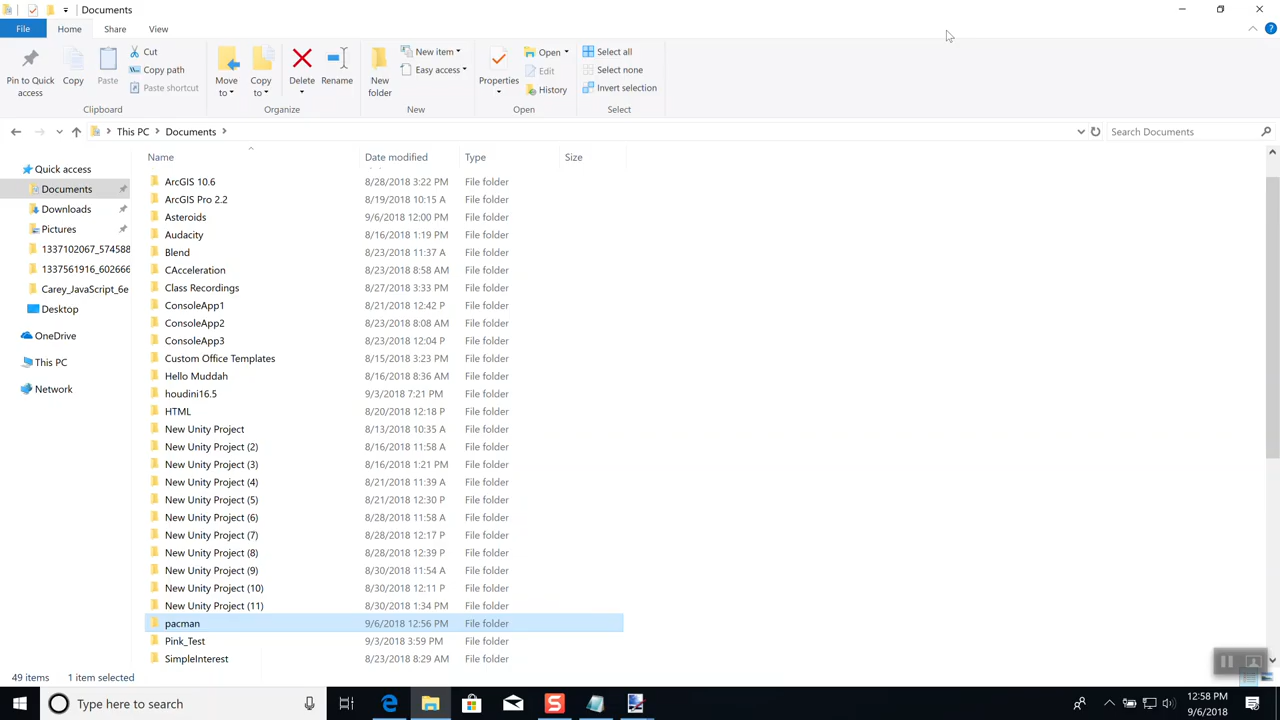 Documents
File Home Share View
Pin to Quick access
Copy
Paste
Cut
Copy path
Paste shortcut
Clipboard
Move to
Copy to
Delete
Rename
Organize
New folder
New item
Easy access
New
Properties
Open
Edit
History
Open
Select all
Select none
Invert selection
Select
This PC Documents
Search Documents
Name Date modified Type Size
Quick access
Documents
Downloads
Pictures
1337102067_574588
1337561916_602666
Carey_JavaScript_6e
Desktop
OneDrive
This PC
Network
ArcGIS 10.6 8/28/2018 3:22 PM File folder
ArcGIS Pro 2.2 8/19/2018 10:15 A File folder
Asteroids 9/6/2018 12:00 PM File folder
Audacity 8/16/2018 1:19 PM File folder
Blend 8/23/2018 11:37 A File folder
CAcceleration 8/23/2018 8:58 AM File folder
Class Recordings 8/27/2018 3:33 PM File folder
ConsoleApp1 8/21/2018 12:42 P File folder
ConsoleApp2 8/23/2018 8:08 AM File folder
ConsoleApp3 8/23/2018 12:04 P File folder
Custom Office Templates 8/15/2018 3:23 PM File folder
Hello Muddah 8/16/2018 8:36 AM File folder
houdini16.5 9/3/2018 7:21 PM File folder
HTML 8/20/2018 12:18 P File folder
New Unity Project 8/13/2018 10:35 A File folder
New Unity Project (2) 8/16/2018 11:58 A File folder
New Unity Project (3) 8/16/2018 1:21 PM File folder
New Unity Project (4) 8/21/2018 11:39 A File folder
New Unity Project (5) 8/21/2018 12:30 P File folder
New Unity Project (6) 8/28/2018 11:58 A File folder
New Unity Project (7) 8/28/2018 12:17 P File folder
New Unity Project (8) 8/28/2018 12:39 P File folder
New Unity Project (9) 8/30/2018 11:54 A File folder
New Unity Project (10) 8/30/2018 12:11 P File folder
New Unity Project (11) 8/30/2018 1:34 PM File folder
pacman 9/6/2018 12:56 PM File folder
Pink_Test 9/3/2018 3:59 PM File folder
SimpleInterest 8/23/2018 8:29 AM File folder
49 items 1 item selected
Type here to search
12:58 PM
9/6/2018